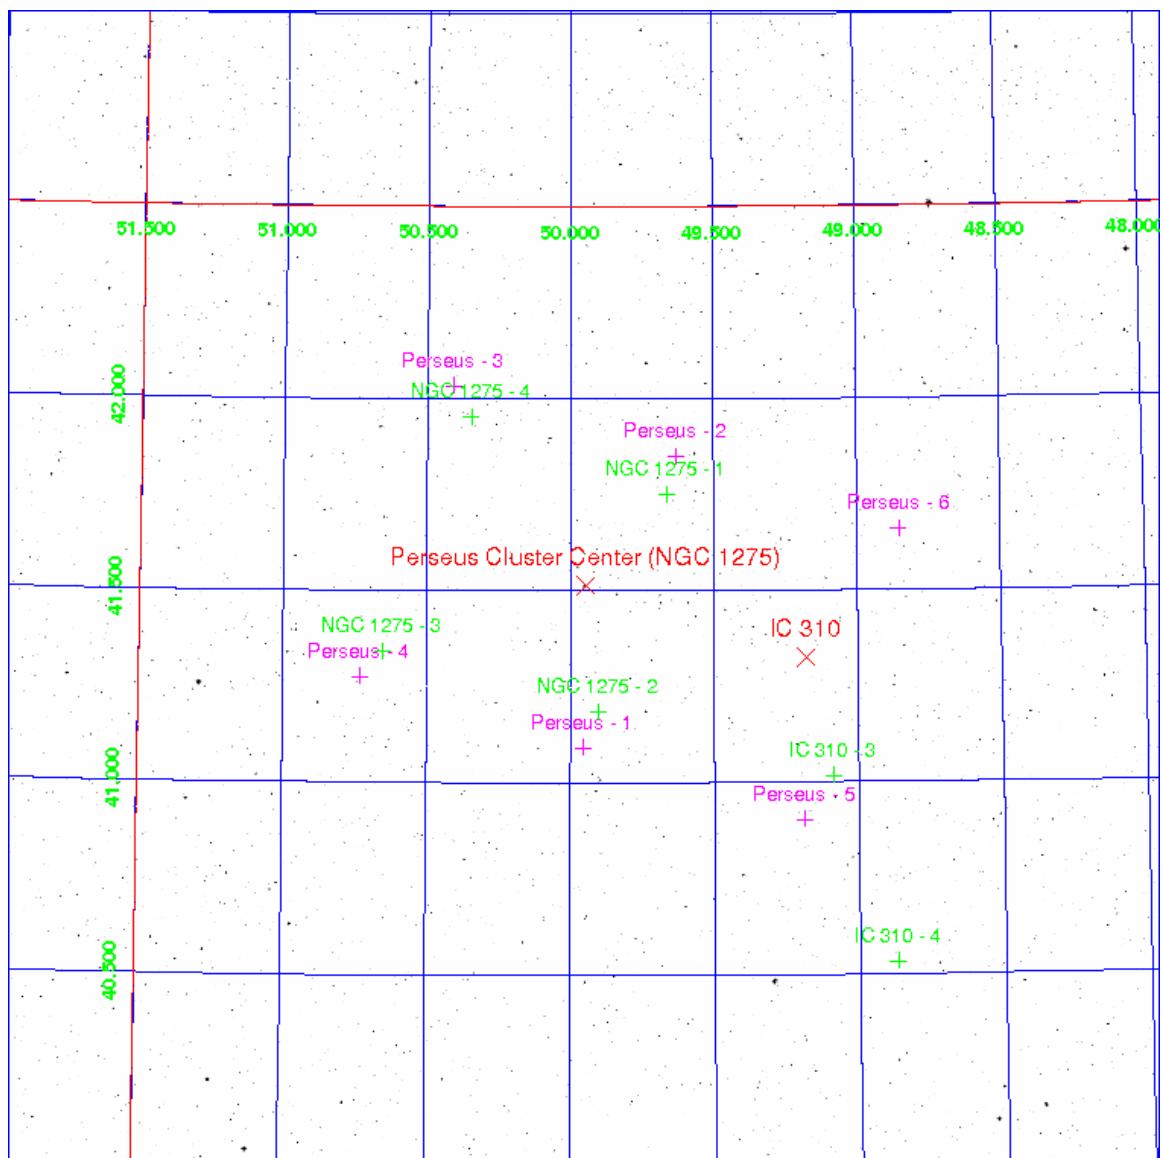 51.500 51.000 50.500 50.000 49.500 49.000 48.500 48.000
Perseus - 3
42.000
NGC 1275 - 4
Perseus - 2
NGC 1275 - 1
Perseus - 6
Perseus Cluster Center (NGC 1275)
41.500
NGC 1275 - 3
IC 310
Perseus - 4
NGC 1275 - 2
Perseus - 1
IC 310 - 3
41.000
Perseus - 5
IC 310 - 4
40.500